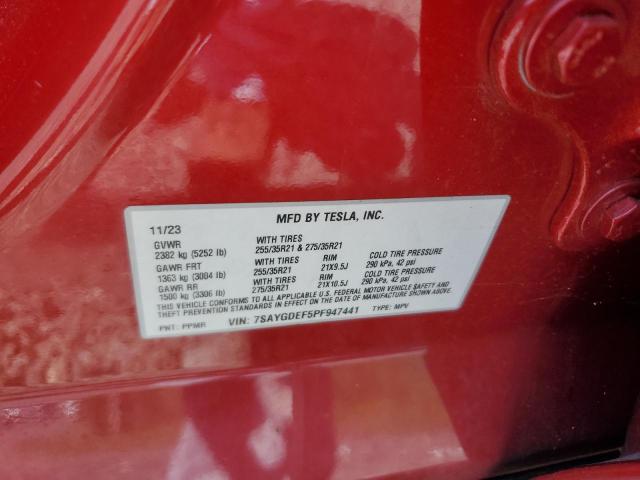 MFD BY TESLA, INC.
11/23
GVWR WITH TIRES
2382 kg (5252 lb) 255/35R21 & 275/35R21
GAWR FRT WITH TIRES RIM COLD TIRE PRESSURE
1363 kg (3004 lb) 255/35R21 21X9.5J 290 kPa, 42 psi
GAWR RR WITH TIRES RIM COLD TIRE PRESSURE
1500 kg (3306 lb) 275/35R21 21X10.5J 290 kPa, 42 psi
THIS VEHICLE CONFORMS TO ALL APPLICABLE U.S. FEDERAL MOTOR VEHICLE SAFETY AND
THEFT PREVENTION STANDARDS IN EFFECT ON THE DATE OF MANUFACTURE SHOWN ABOVE.
PNT: PPMR VIN: 7SAYGDEF5PF947441 TYPE: MPV